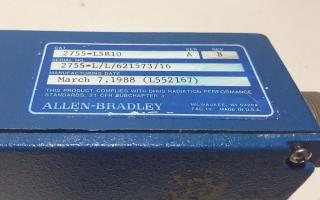 CAT. SER. REV.
2755-L5R10 A B
SERIAL NO.
2755-L/L/621573/16
MANUFACTURING DATE
March 7,1988 (L552167)
THIS PRODUCT COMPLIES WITH DHHS RADIATION PERFORMANCE
STANDARDS, 21 CFR SUBCHAPTER J
ALLEN-BRADLEY
MILWAUKEE, WI 53204
MADE IN U.S.A.